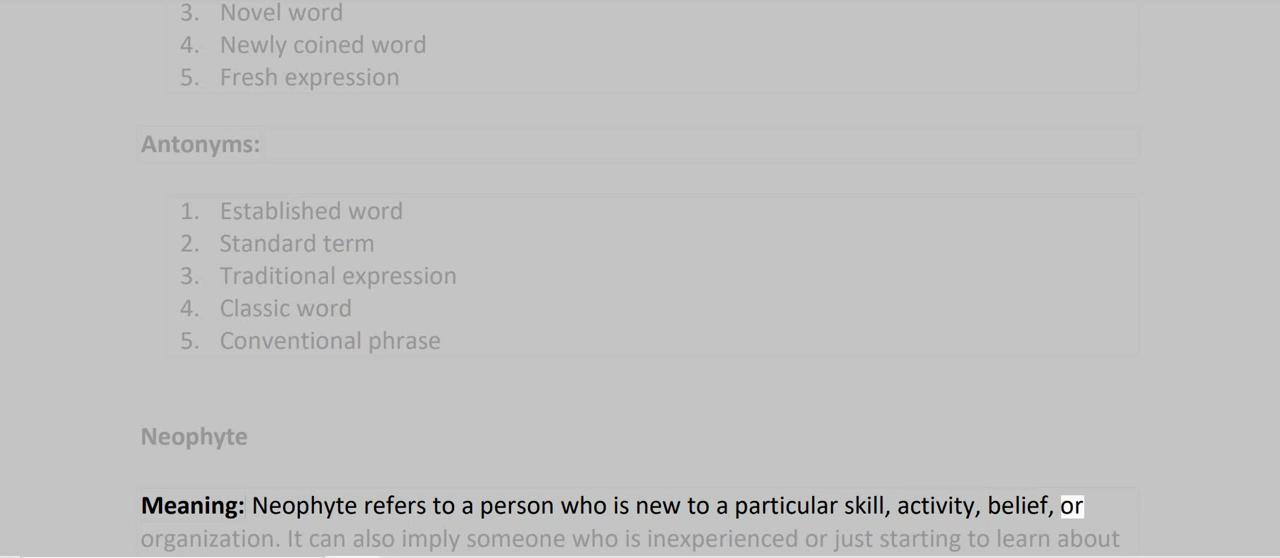 3. Novel word
4. Newly coined word
5. Fresh expression
Antonyms:
1. Established word
2. Standard term
3. Traditional expression
4. Classic word
5. Conventional phrase
Neophyte
Meaning: Neophyte refers to a person who is new to a particular skill, activity, belief, or
organization. It can also imply someone who is inexperienced or just starting to learn about